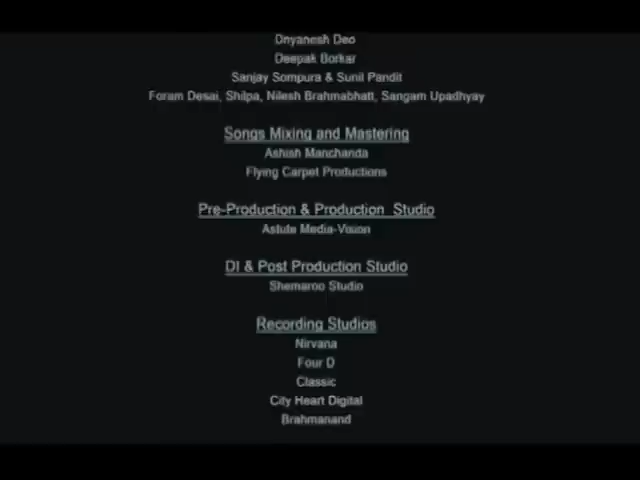 Dnyanesh Deo
Deepak Borkar
Sanjay Sompura & Sunil Pandit
Foram Desai, Shilpa, Nilesh Brahmabhatt, Sangam Upadhyay
Songs Mixing and Mastering
Ashish Manchanda
Flying Carpet Productions
Pre-Production & Production Studio
Astute Media-Vision
DI & Post Production Studio
Shemaroo Studio
Recording Studios
Nirvana
Four D
Classic
City Heart Digital
Brahmanand